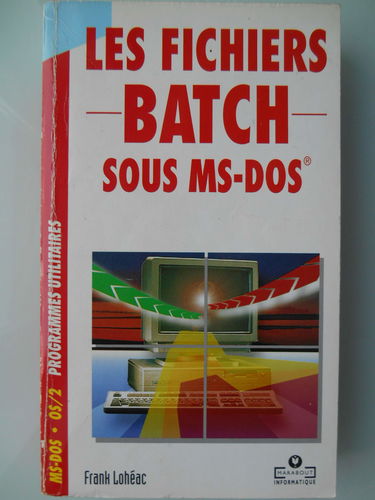 LES FICHIERS
BATCH
SOUS MS-DOS®
MS-DOS • OS/2 PROGRAMMES UTILITAIRES
Frank Lohéac
MARABOUT
INFORMATIQUE